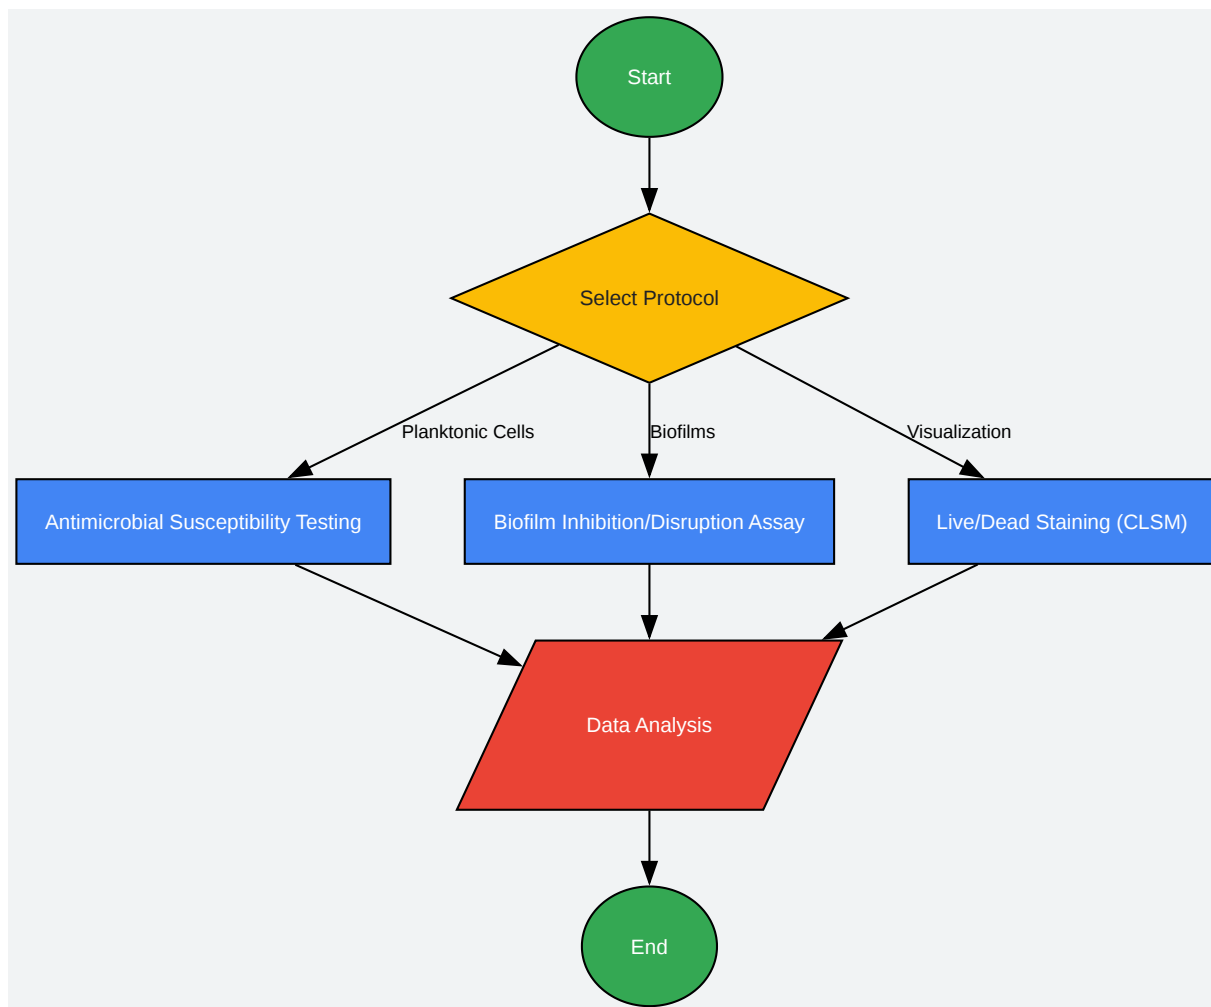 Start
Select Protocol
Planktonic Cells
Biofilms
Visualization
Antimicrobial Susceptibility Testing
Biofilm Inhibition/Disruption Assay
Live/Dead Staining (CLSM)
Data Analysis
End